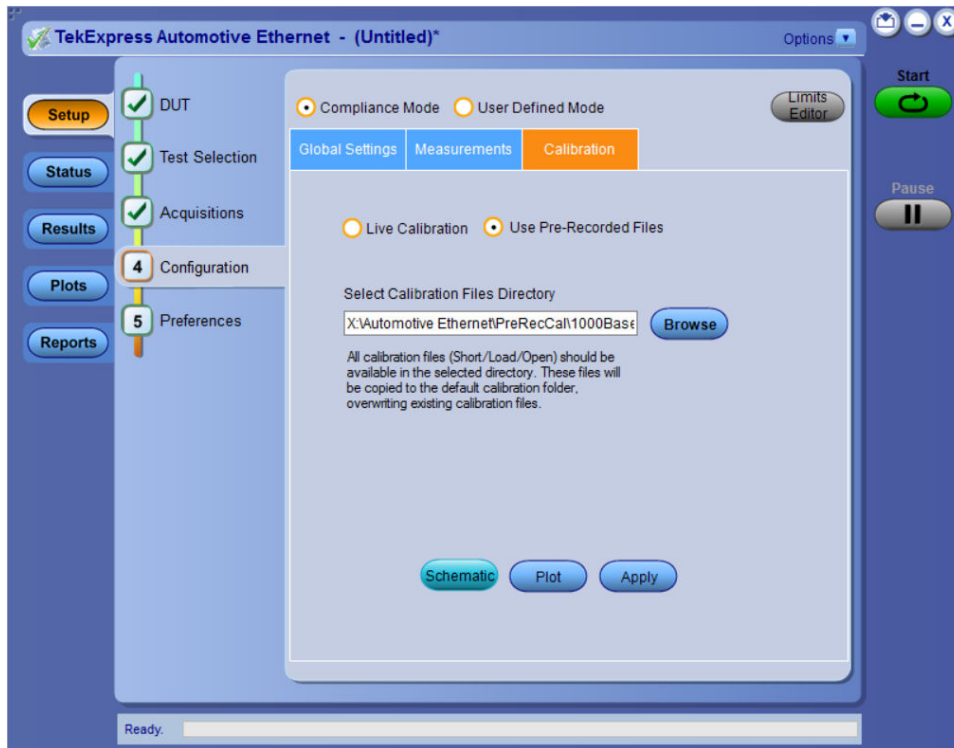 TekExpress Automotive Ethernet - (Untitled)*
Options
X
Start
Pause
Setup
Status
Results
Plots
Reports
DUT
Test Selection
Acquisitions
4 Configuration
5 Preferences
Compliance Mode User Defined Mode
Limits
Editor
Global Settings Measurements Calibration
Live Calibration Use Pre-Recorded Files
Select Calibration Files Directory
X:\Automotive Ethernet\PreRecCal\1000Base
Browse
All calibration files (Short/Load/Open) should be
available in the selected directory. These files will
be copied to the default calibration folder,
overwriting existing calibration files.
Schematic Plot Apply
Ready.